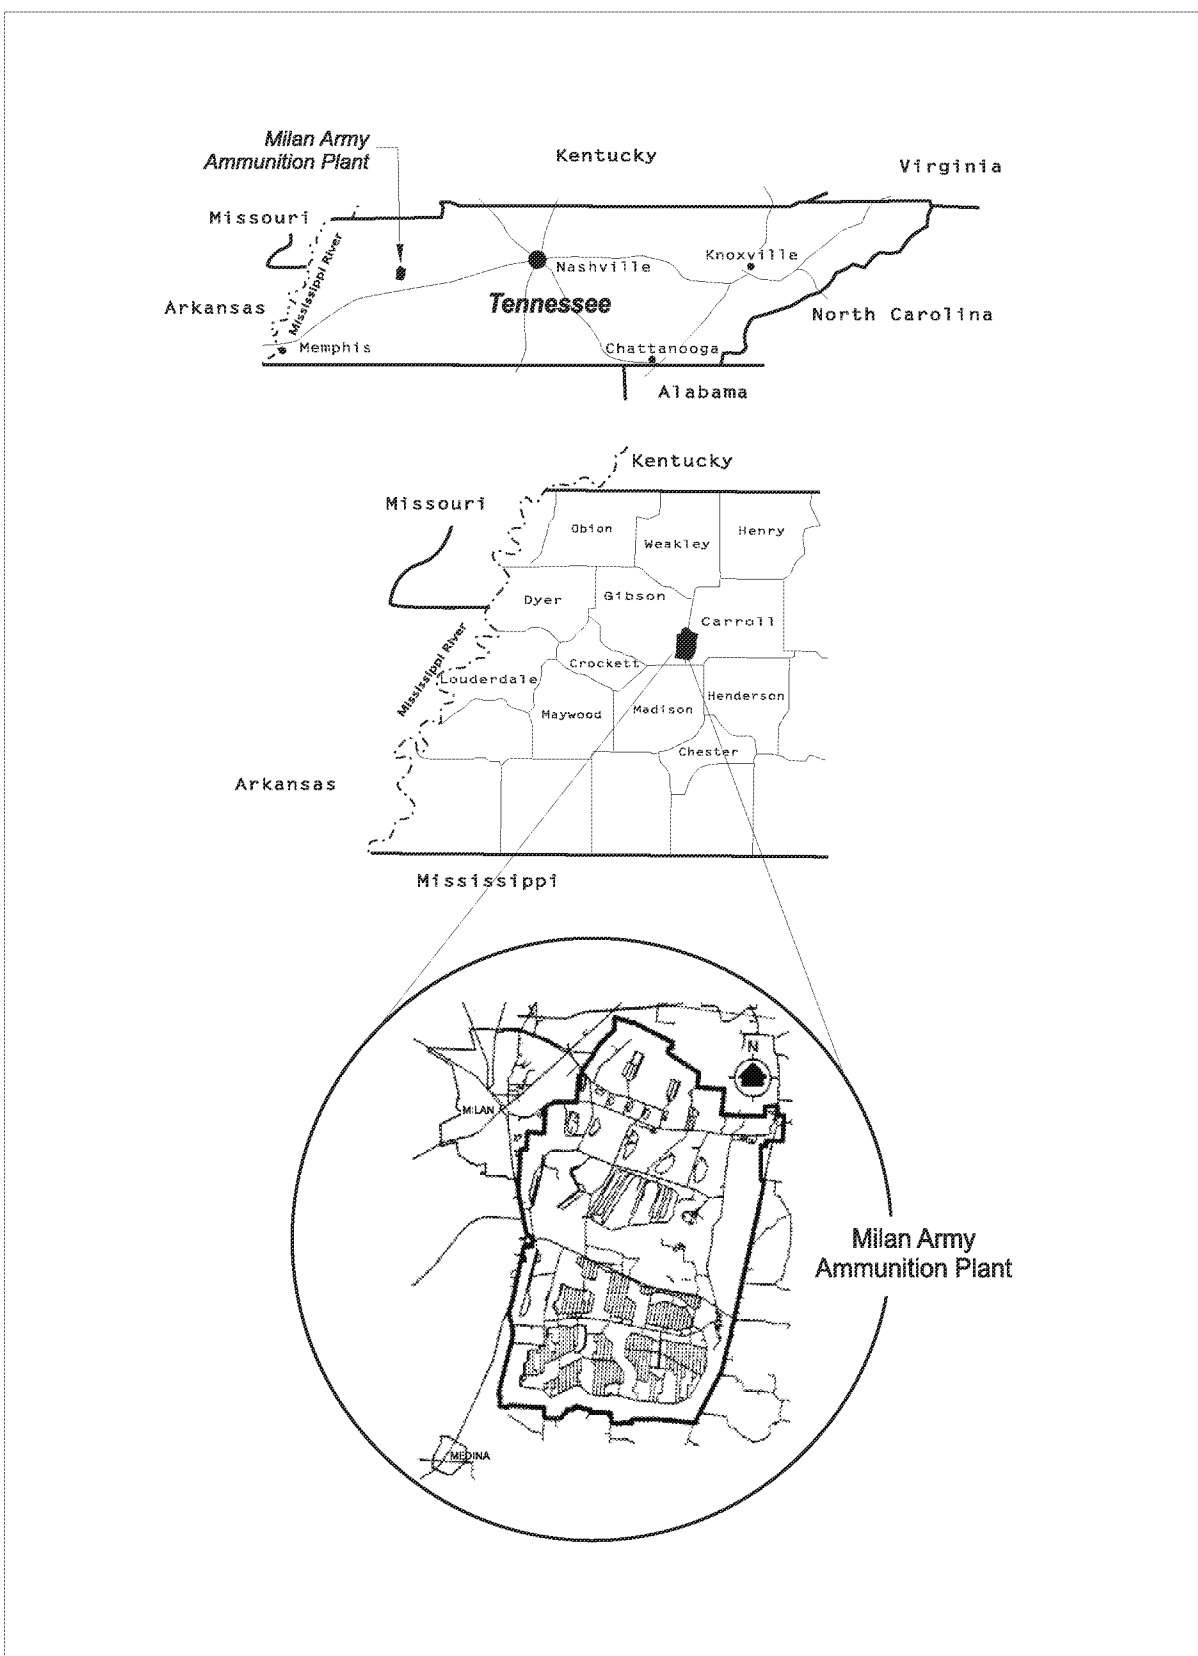 Milan Army
Ammunition Plant
Kentucky
Virginia
Missouri
Mississippi River
Knoxville
Nashville
Arkansas
Tennessee
North Carolina
Memphis
Chattanooga
Alabama
Kentucky
Missouri
Obion
Weakley
Henry
Dyer
Gibson
Carroll
Mississippi River
Crockett
Louderdale
Henderson
Maywood
Madison
Chester
Arkansas
Mississippi
N
MILAN
Milan Army
Ammunition Plant
MEDINA